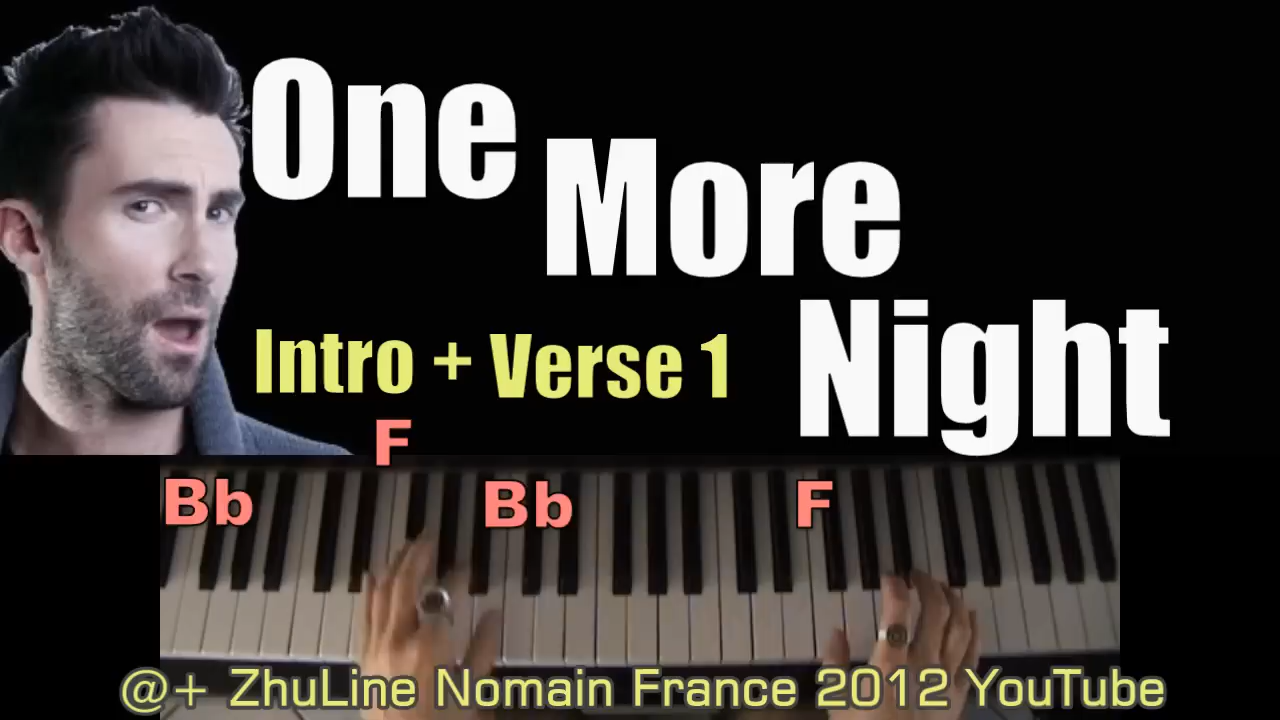 One
More
Night
Intro + Verse 1
F
Bb Bb F
@+ ZhuLine Nomain France 2012 YouTube